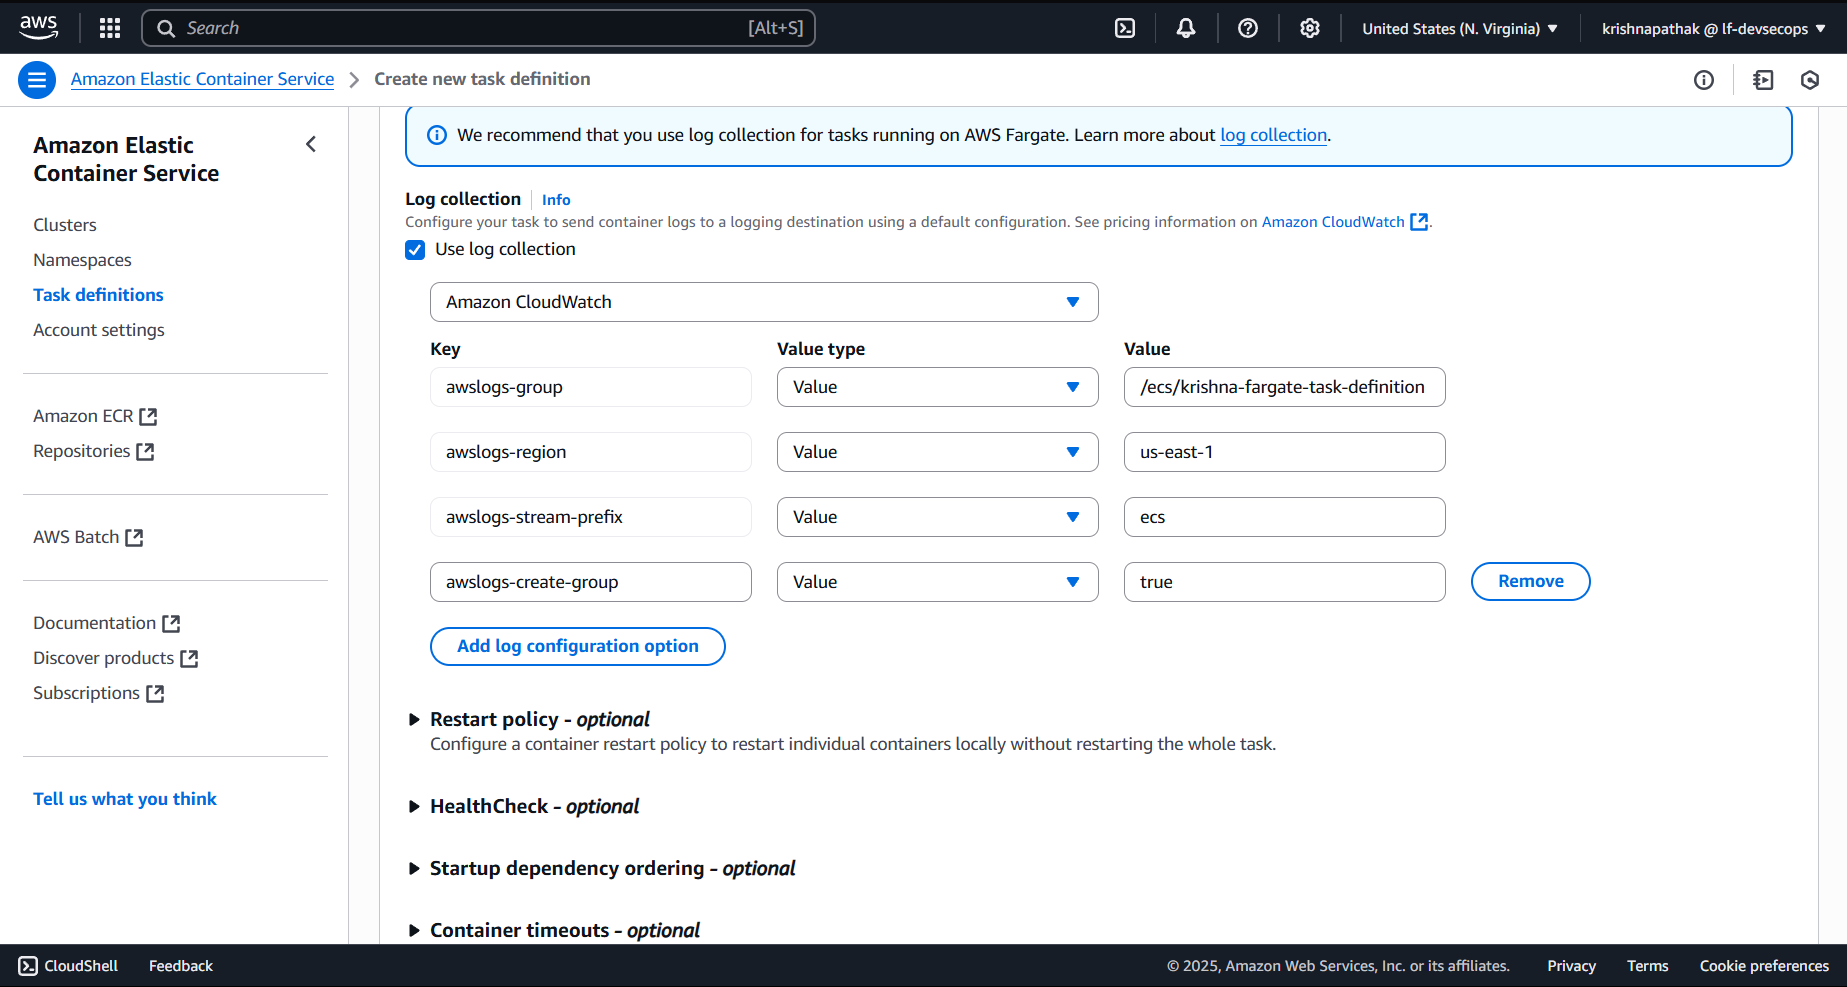 aws
Search [Alt+S]
United States (N. Virginia)
krishnapathak @ lf-devsecops
Amazon Elastic Container Service
Create new task definition
Amazon Elastic
Container Service
Clusters
Namespaces
Task definitions
Account settings
Amazon ECR
Repositories
AWS Batch
Documentation
Discover products
Subscriptions
Tell us what you think
We recommend that you use log collection for tasks running on AWS Fargate. Learn more about log collection.
Log collection Info
Configure your task to send container logs to a logging destination using a default configuration. See pricing information on Amazon CloudWatch.
Use log collection
Amazon CloudWatch
Key Value type Value
awslogs-group Value /ecs/krishna-fargate-task-definition
awslogs-region Value us-east-1
awslogs-stream-prefix Value ecs
awslogs-create-group Value true Remove
Add log configuration option
Restart policy - optional
Configure a container restart policy to restart individual containers locally without restarting the whole task.
HealthCheck - optional
Startup dependency ordering - optional
Container timeouts - optional
CloudShell Feedback © 2025, Amazon Web Services, Inc. or its affiliates. Privacy Terms Cookie preferences